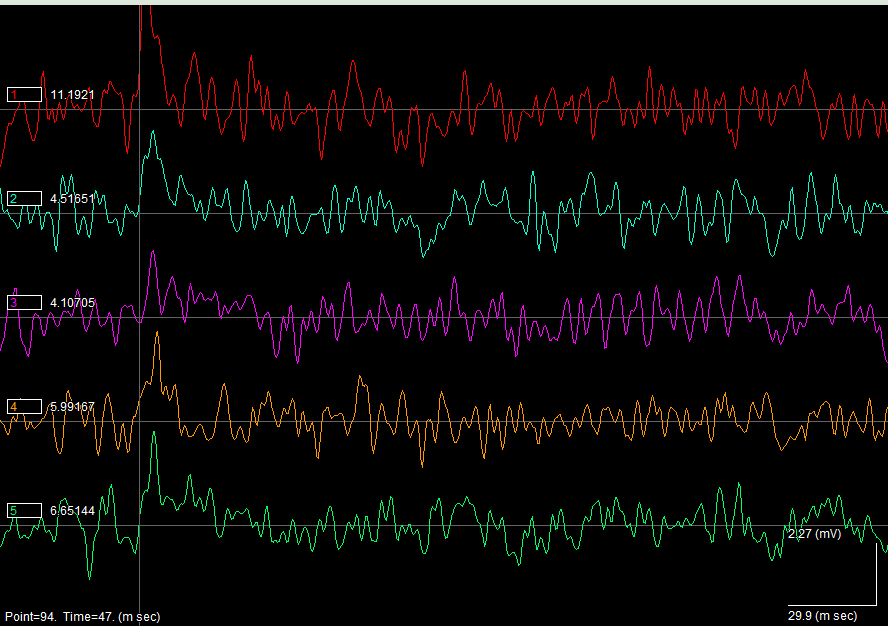 1 11.1921
2 4.51651
3 4.10705
4 5.99167
5 6.65144
2.27 (mV)
29.9 (m sec)
Point=94. Time=47. (m sec)